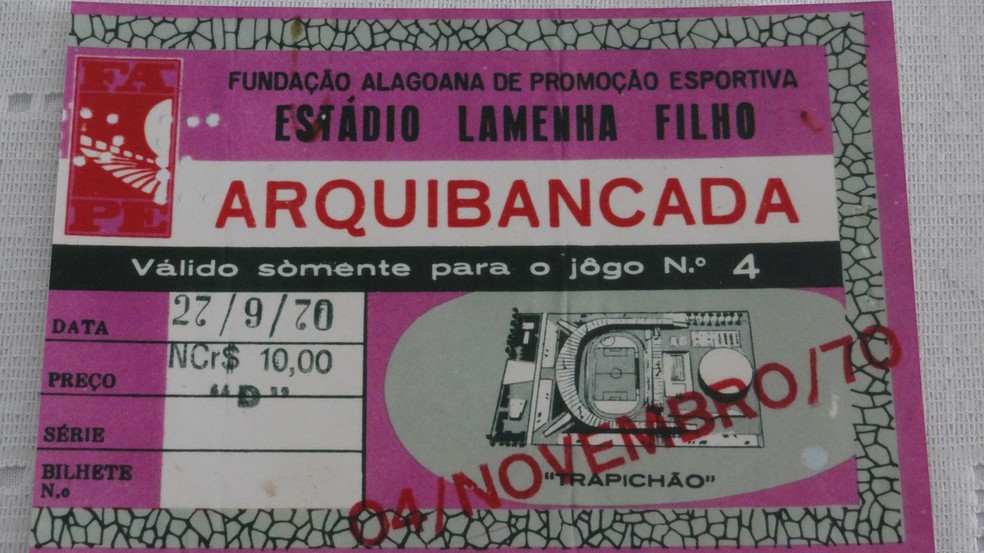 FA
PE
FUNDAÇÃO ALAGOANA DE PROMOÇÃO ESPORTIVA
ESTÁDIO LAMENHA FILHO
ARQUIBANCADA
Válido sòmente para o jôgo N.º 4
DATA 27/9/70
PREÇO NCr$ 10,00
"D"
SÉRIE
BILHETE
N.º
"TRAPICHÃO"
04/NOVEMBRO/70